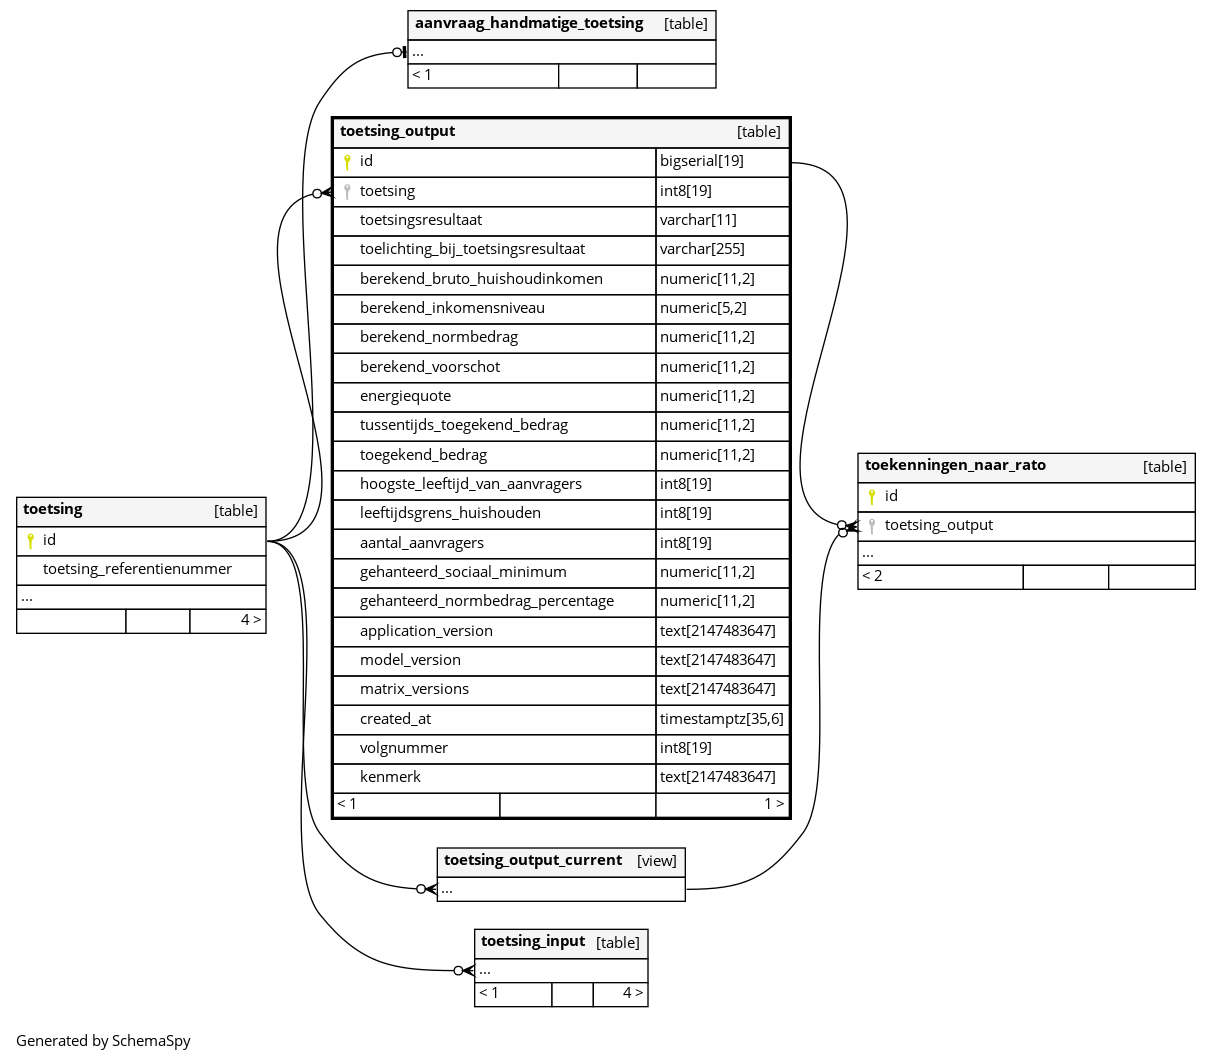 aanvraag_handmatige_toetsing [table]
...
< 1
toetsing_output [table]
id bigserial[19]
toetsing int8[19]
toetsingsresultaat varchar[11]
toelichting_bij_toetsingsresultaat varchar[255]
berekend_bruto_huishoudinkomen numeric[11,2]
berekend_inkomensniveau numeric[5,2]
berekend_normbedrag numeric[11,2]
berekend_voorschot numeric[11,2]
energiequote numeric[11,2]
tussentijds_toegekend_bedrag numeric[11,2]
toegekend_bedrag numeric[11,2]
hoogste_leeftijd_van_aanvragers int8[19]
leeftijdsgrens_huishouden int8[19]
aantal_aanvragers int8[19]
gehanteerd_sociaal_minimum numeric[11,2]
gehanteerd_normbedrag_percentage numeric[11,2]
application_version text[2147483647]
model_version text[2147483647]
matrix_versions text[2147483647]
created_at timestamptz[35,6]
volgnummer int8[19]
kenmerk text[2147483647]
< 1 1 >
toekenningen_naar_rato [table]
id
toetsing_output
...
< 2
toetsing [table]
id
toetsing_referentienummer
...
4 >
toetsing_output_current [view]
...
toetsing_input [table]
...
< 1 4 >
Generated by SchemaSpy